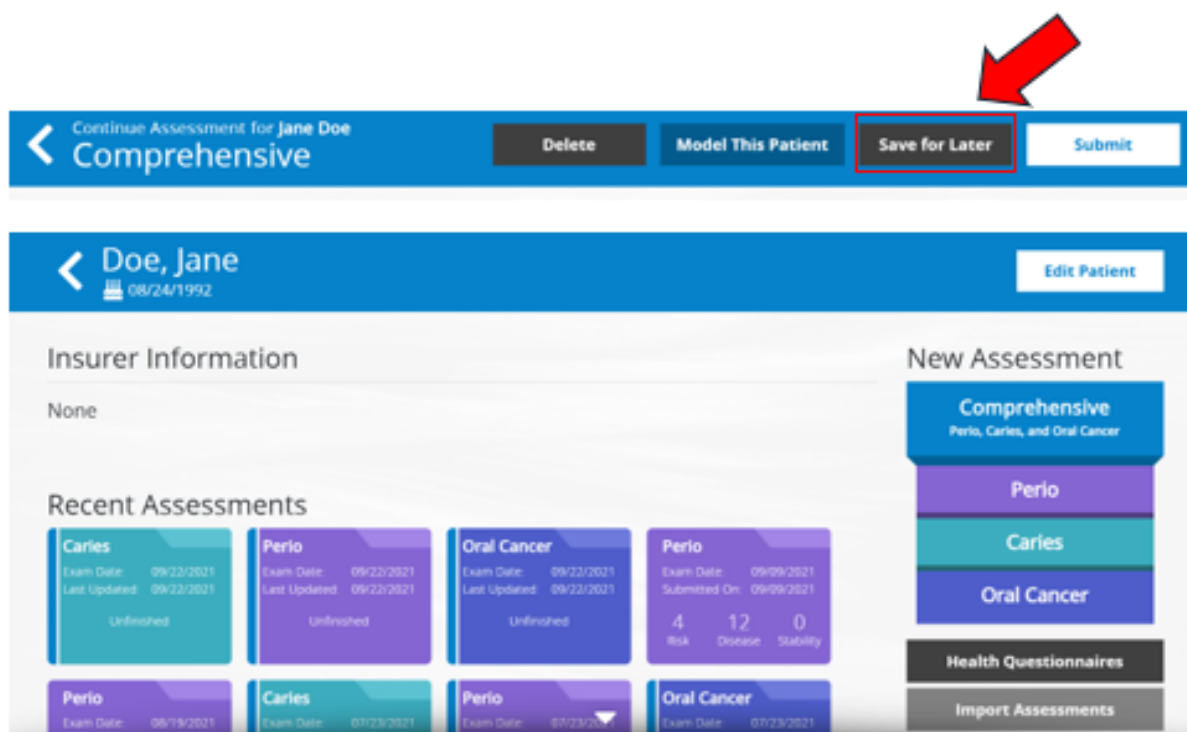 Continue Assessment for Jane Doe
Comprehensive
Delete
Model This Patient
Save for Later
Submit
Doe, Jane
08/24/1992
Edit Patient
Insurer Information
None
New Assessment
Comprehensive
Perio, Caries, and Oral Cancer
Perio
Caries
Oral Cancer
Health Questionnaires
Import Assessments
Recent Assessments
Caries
Exam Date: 09/22/2021
Last Updated: 09/22/2021
Unfinished
Perio
Exam Date: 09/22/2021
Last Updated: 09/22/2021
Unfinished
Oral Cancer
Exam Date: 09/22/2021
Last Updated: 09/22/2021
Unfinished
Perio
Exam Date: 09/09/2021
Submitted On: 09/09/2021
4 12 0
Risk Disease Stability
Perio
Exam Date: 08/19/2021
Caries
Exam Date: 07/23/2021
Perio
Exam Date: 07/23/2021
Oral Cancer
Exam Date: 07/23/2021